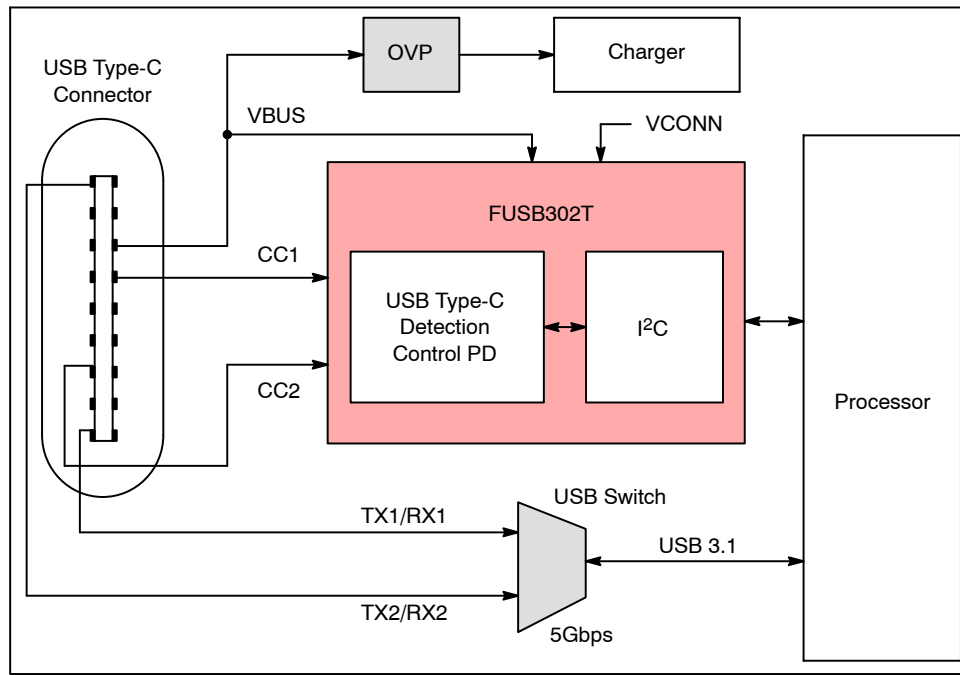 OVP
Charger
USB Type-C
Connector
VBUS
VCONN
FUSB302T
CC1
USB Type-C
Detection
Control PD
I²C
CC2
Processor
USB Switch
TX1/RX1
USB 3.1
TX2/RX2
5Gbps